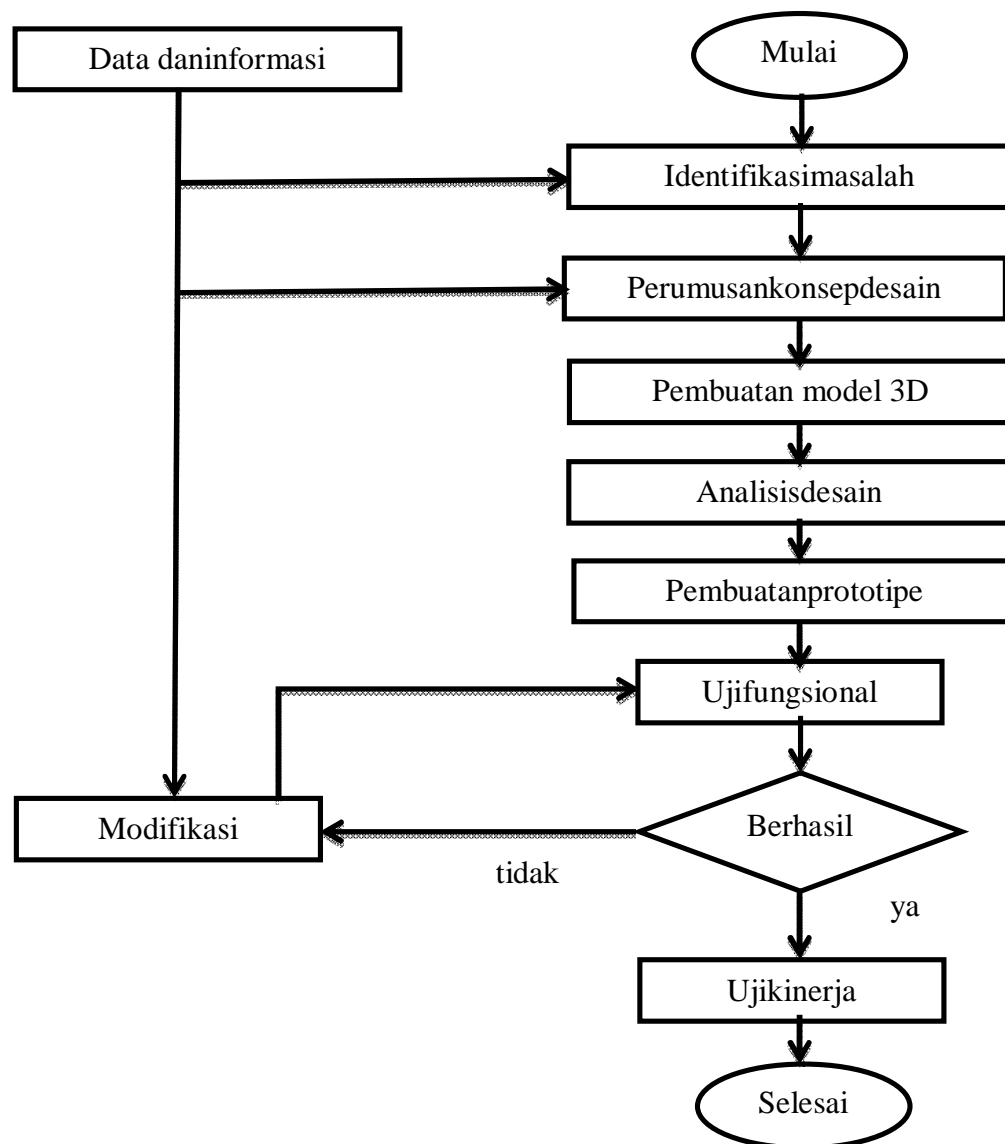 Data daninformasi
Mulai
Identifikasimasalah
Perumusankonsepdesain
Pembuatan model 3D
Analisisdesain
Pembuatanprototipe
Ujifungsional
Modifikasi
Berhasil
tidak
ya
Ujikinerja
Selesai